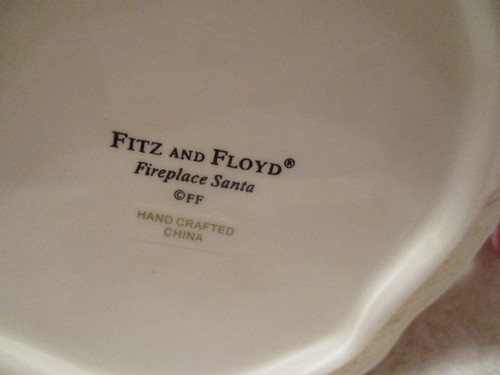 FITZ AND FLOYD®
Fireplace Santa
©FF
HAND CRAFTED
CHINA